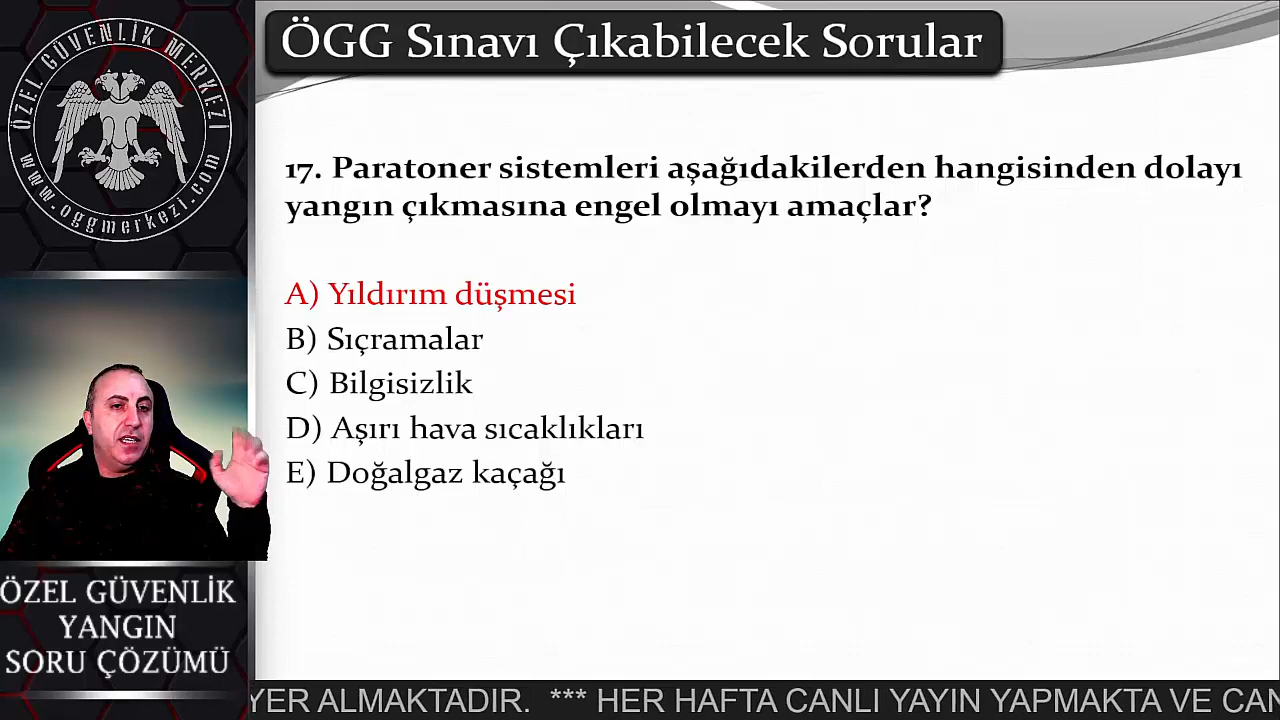 ÖGG Sınavı Çıkabilecek Sorular
ÖZEL GÜVENLİK MERKEZİ
www.oggmerkezi.com
17. Paratoner sistemleri aşağıdakilerden hangisinden dolayı
yangın çıkmasına engel olmayı amaçlar?
A) Yıldırım düşmesi
B) Sıçramalar
C) Bilgisizlik
D) Aşırı hava sıcaklıkları
E) Doğalgaz kaçağı
ÖZEL GÜVENLİK
YANGIN
SORU ÇÖZÜMÜ
YER ALMAKTADIR. *** HER HAFTA CANLI YAYIN YAPMAKTA VE CAN